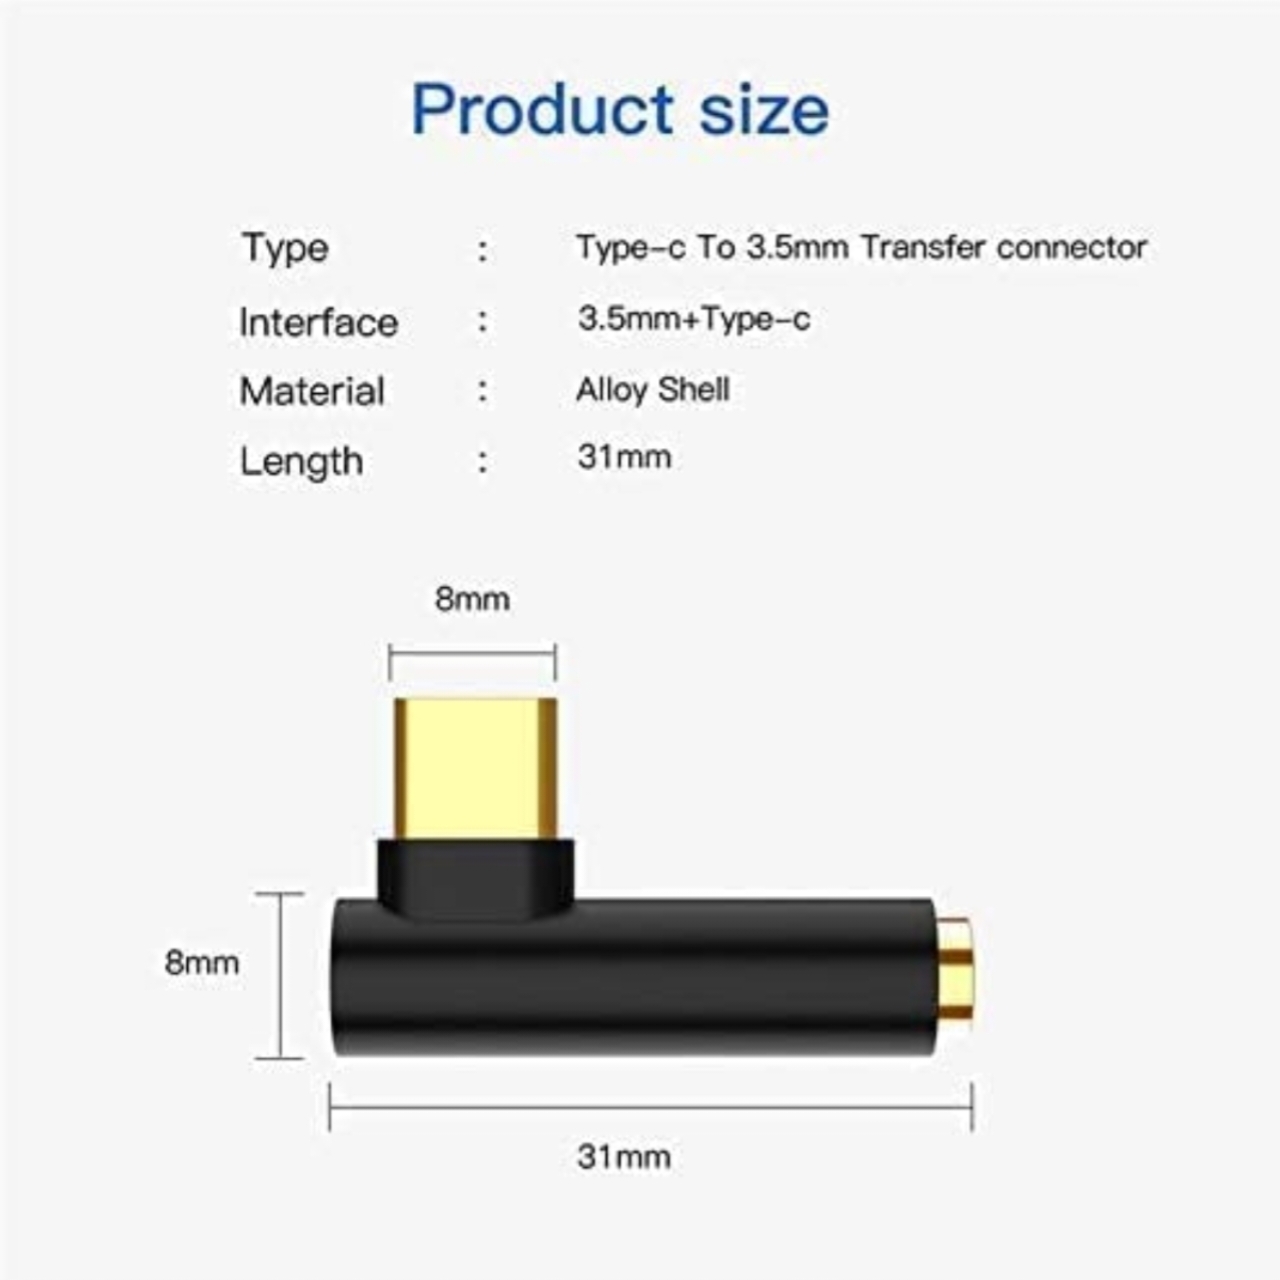 Product size
Type : Type-c To 3.5mm Transfer connector
Interface : 3.5mm+Type-c
Material : Alloy Shell
Length : 31mm
8mm
8mm
31mm